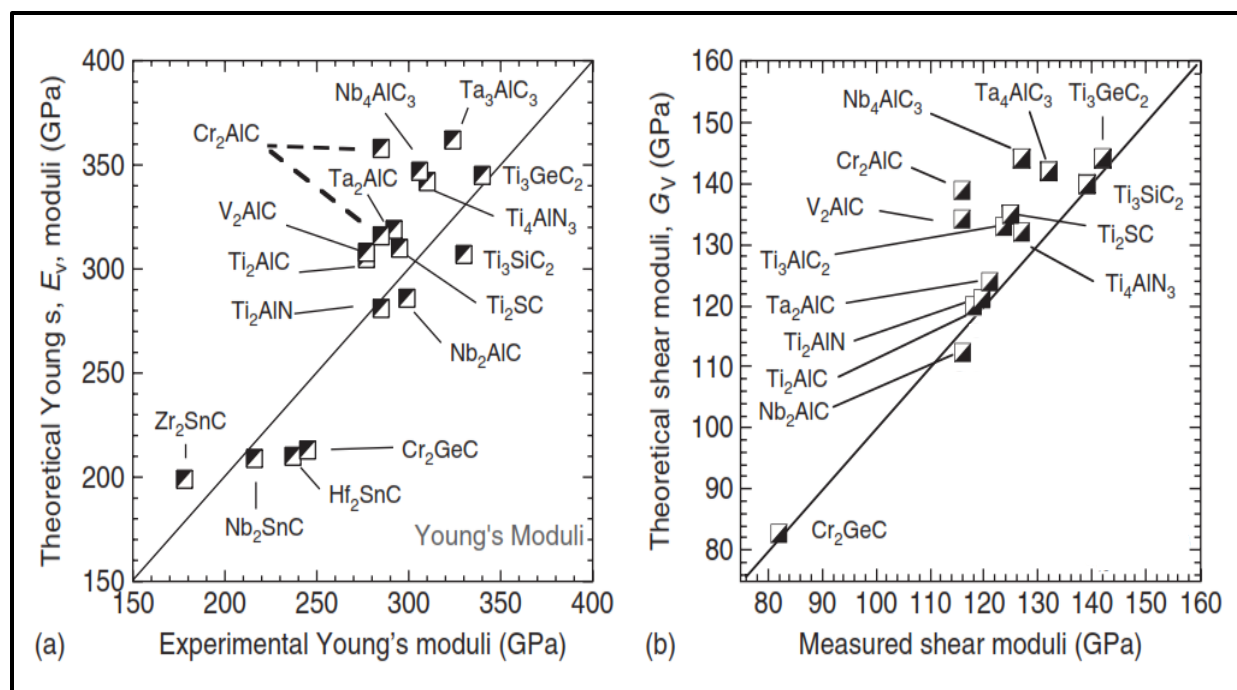 Theoretical Young s, Eᵥ, moduli (GPa)
400
350
300
250
200
150
Nb₄AlC₃
Ta₃AlC₃
Cr₂AlC
Ta₂AlC
Ti₃GeC₂
V₂AlC
Ti₄AlN₃
Ti₂AlC
Ti₃SiC₂
Ti₂AlN
Ti₂SC
Nb₂AlC
Zr₂SnC
Cr₂GeC
Hf₂SnC
Nb₂SnC
Young's Moduli
150 200 250 300 350 400
(a) Experimental Young's moduli (GPa)
Theoretical shear moduli, Gᵥ (GPa)
160
150
140
130
120
110
100
90
80
Nb₄AlC₃
Ta₄AlC₃
Ti₃GeC₂
Cr₂AlC
V₂AlC
Ti₃SiC₂
Ti₂SC
Ti₃AlC₂
Ti₄AlN₃
Ta₂AlC
Ti₂AlN
Ti₂AlC
Nb₂AlC
Cr₂GeC
80 90 100 110 120 130 140 150 160
(b) Measured shear moduli (GPa)